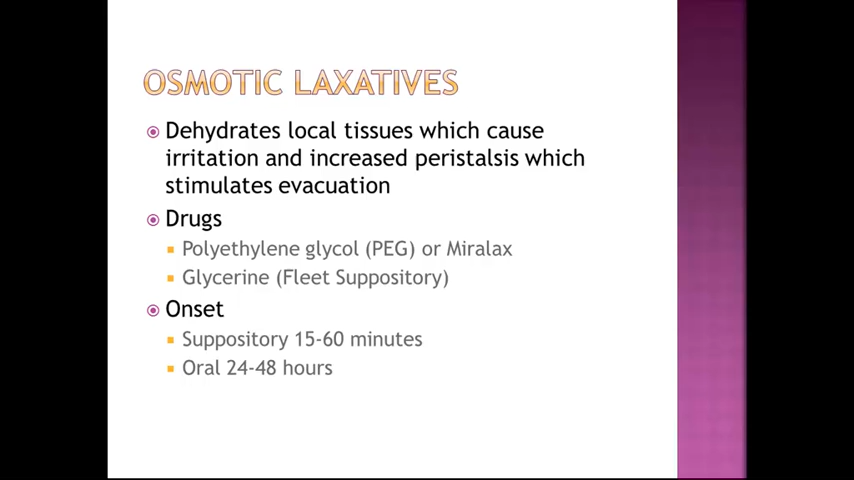 OSMOTIC LAXATIVES
Dehydrates local tissues which cause
irritation and increased peristalsis which
stimulates evacuation
Drugs
Polyethylene glycol (PEG) or Miralax
Glycerine (Fleet Suppository)
Onset
Suppository 15-60 minutes
Oral 24-48 hours